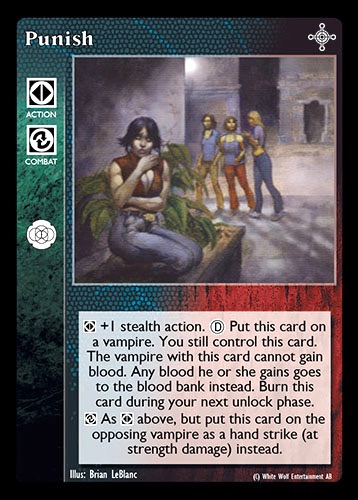 Punish
ACTION
COMBAT
+1 stealth action. Ⓓ Put this card on
a vampire. You still control this card.
The vampire with this card cannot gain
blood. Any blood he or she gains goes
to the blood bank instead. Burn this
card during your next unlock phase.
As above, but put this card on the
opposing vampire as a hand strike (at
strength damage) instead.
Illus: Brian LeBlanc
(C) White Wolf Entertainment AB